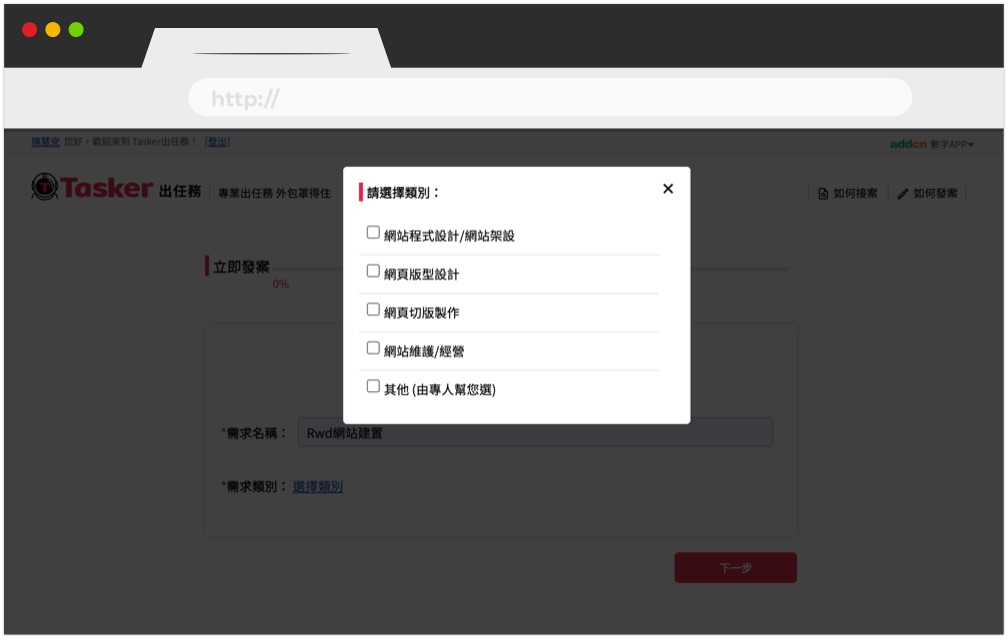 http://
陳慧安 您好，歡迎來到 Tasker出任務！ [登出]
addcn 數字APP
Tasker 出任務 專業出任務 外包罩得住
如何接案 如何發案
請選擇類別：
網站程式設計/網站架設
網頁版型設計
網頁切版製作
網站維護/經營
其他 (由專人幫您選)
立即發案
0%
*需求名稱： Rwd網站建置
*需求類別： 選擇類別
下一步